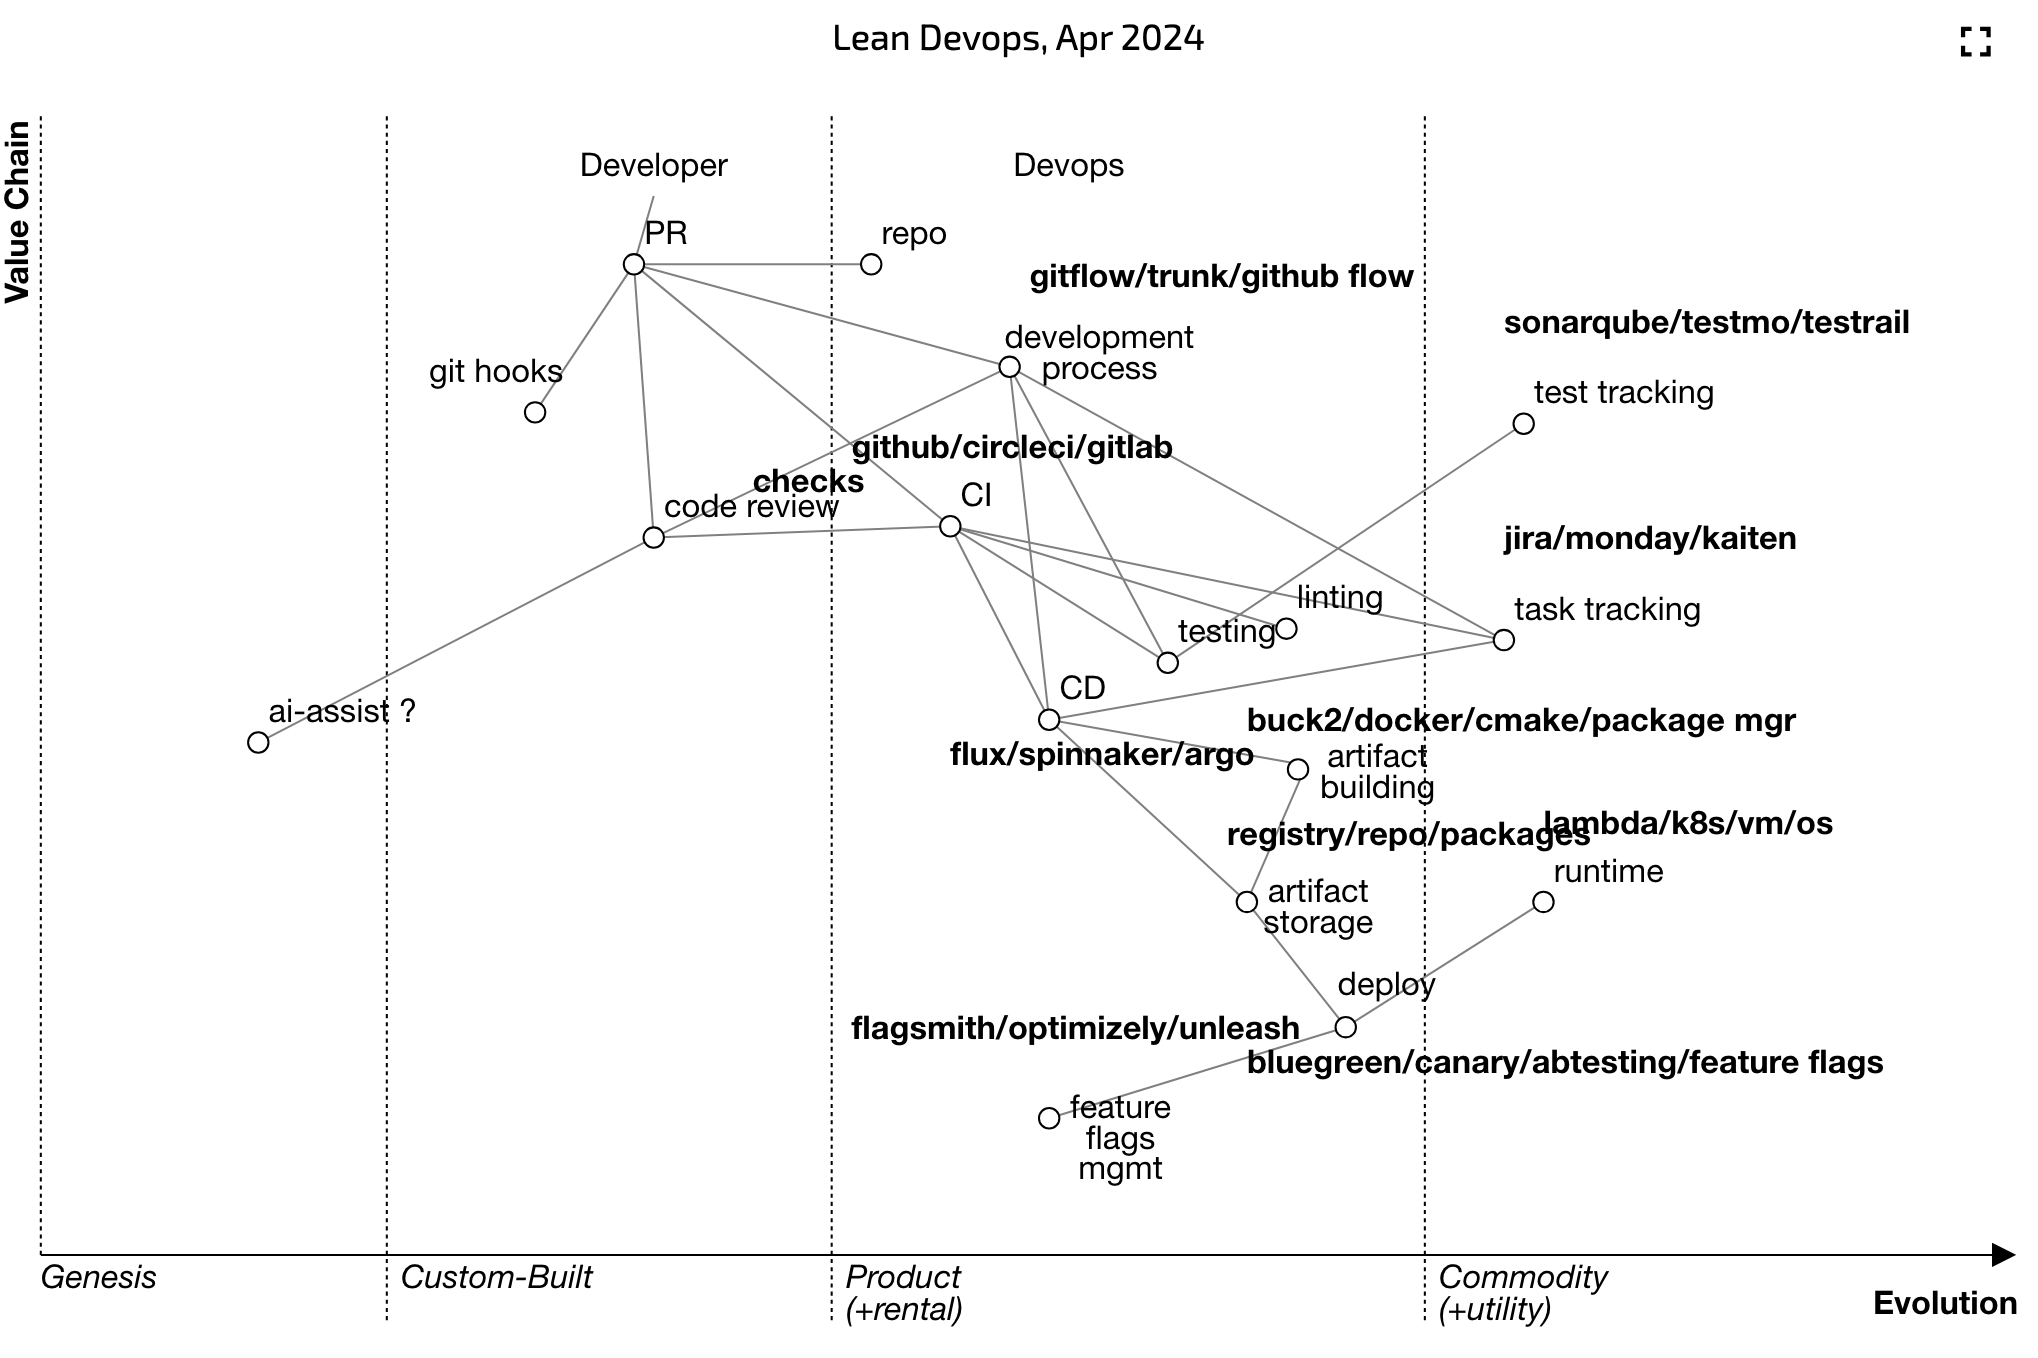 Lean Devops, Apr 2024
Value Chain
Developer
Devops
PR
repo
gitflow/trunk/github flow
sonarqube/testmo/testrail
development
process
git hooks
test tracking
github/circleci/gitlab
checks
code review
CI
jira/monday/kaiten
linting
task tracking
testing
CD
ai-assist ?
buck2/docker/cmake/package mgr
flux/spinnaker/argo
artifact
building
lambda/k8s/vm/os
registry/repo/packages
runtime
artifact
storage
deploy
flagsmith/optimizely/unleash
bluegreen/canary/abtesting/feature flags
feature
flags
mgmt
Genesis
Custom-Built
Product
(+rental)
Commodity
(+utility)
Evolution